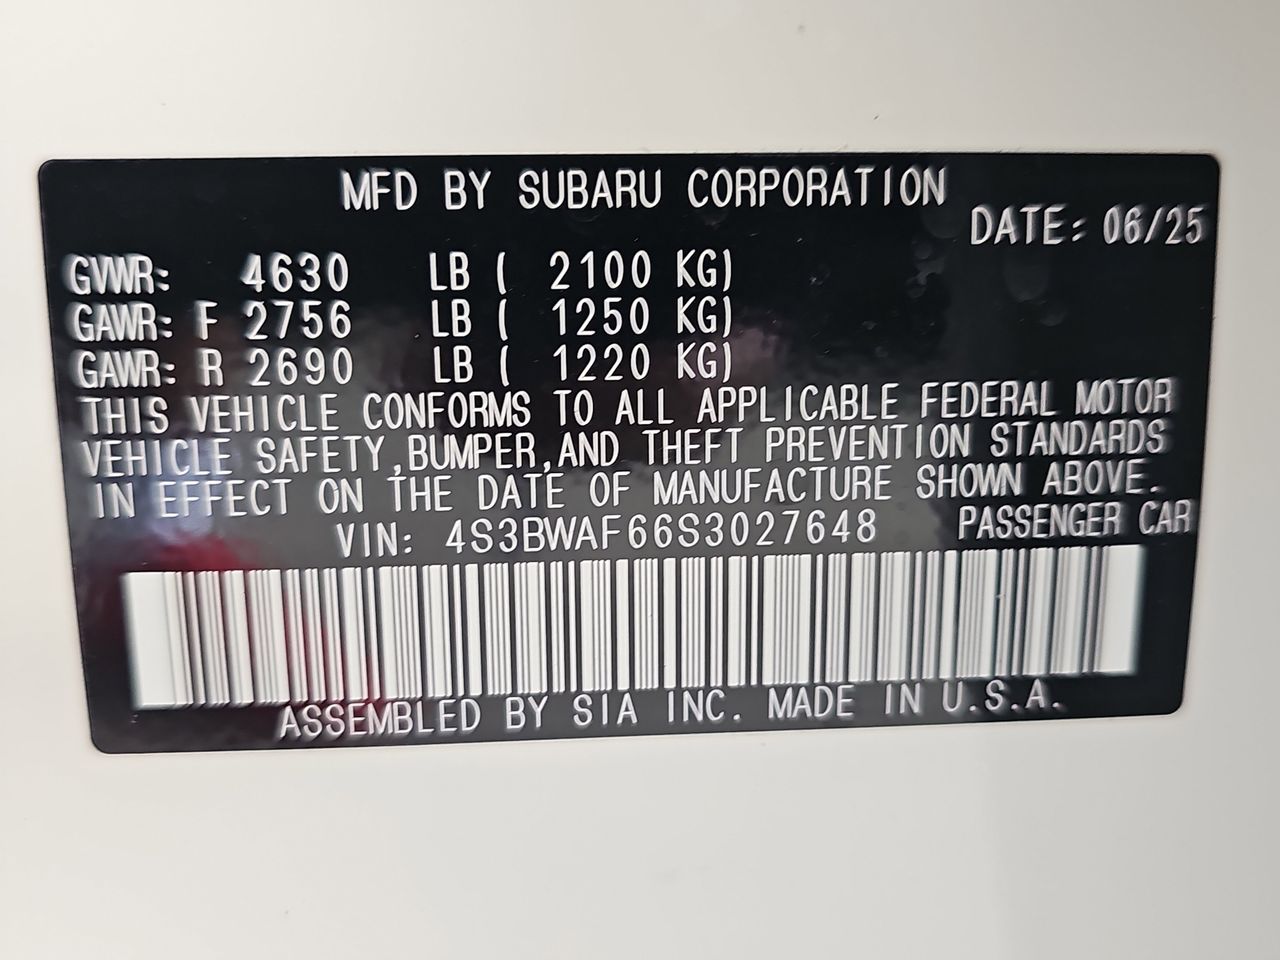 MFD BY SUBARU CORPORATION
DATE: 06/25
GVWR: 4630 LB ( 2100 KG)
GAWR: F 2756 LB ( 1250 KG)
GAWR: R 2690 LB ( 1220 KG)
THIS VEHICLE CONFORMS TO ALL APPLICABLE FEDERAL MOTOR
VEHICLE SAFETY,BUMPER,AND THEFT PREVENTION STANDARDS
IN EFFECT ON THE DATE OF MANUFACTURE SHOWN ABOVE.
VIN: 4S3BWAF66S3027648 PASSENGER CAR
ASSEMBLED BY SIA INC. MADE IN U.S.A.